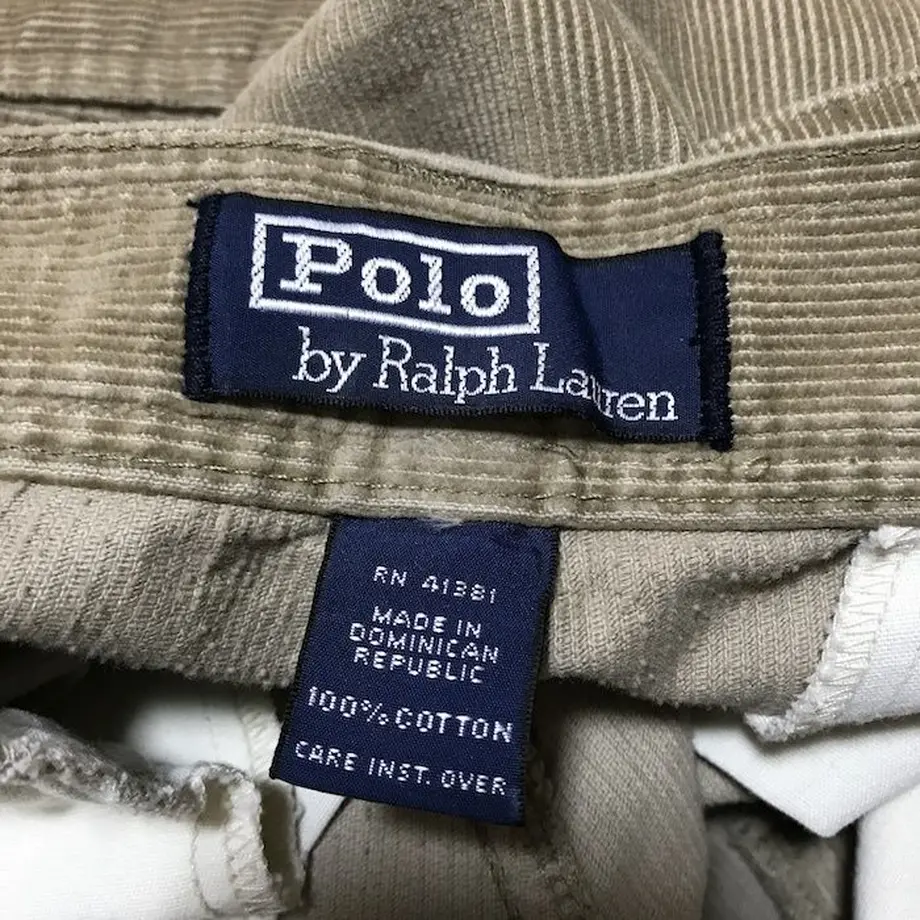 Polo
by Ralph Lauren
RN 41381
MADE IN
DOMINICAN
REPUBLIC
100% COTTON
CARE INST. OVER